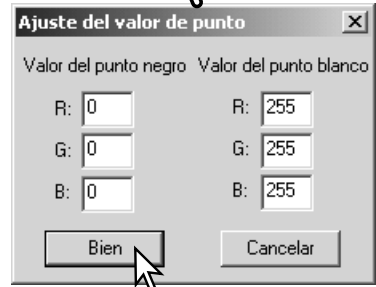 Ajuste del valor de punto
Valor del punto negro Valor del punto blanco
R: 0 R: 255
G: 0 G: 255
B: 0 B: 255
Bien Cancelar